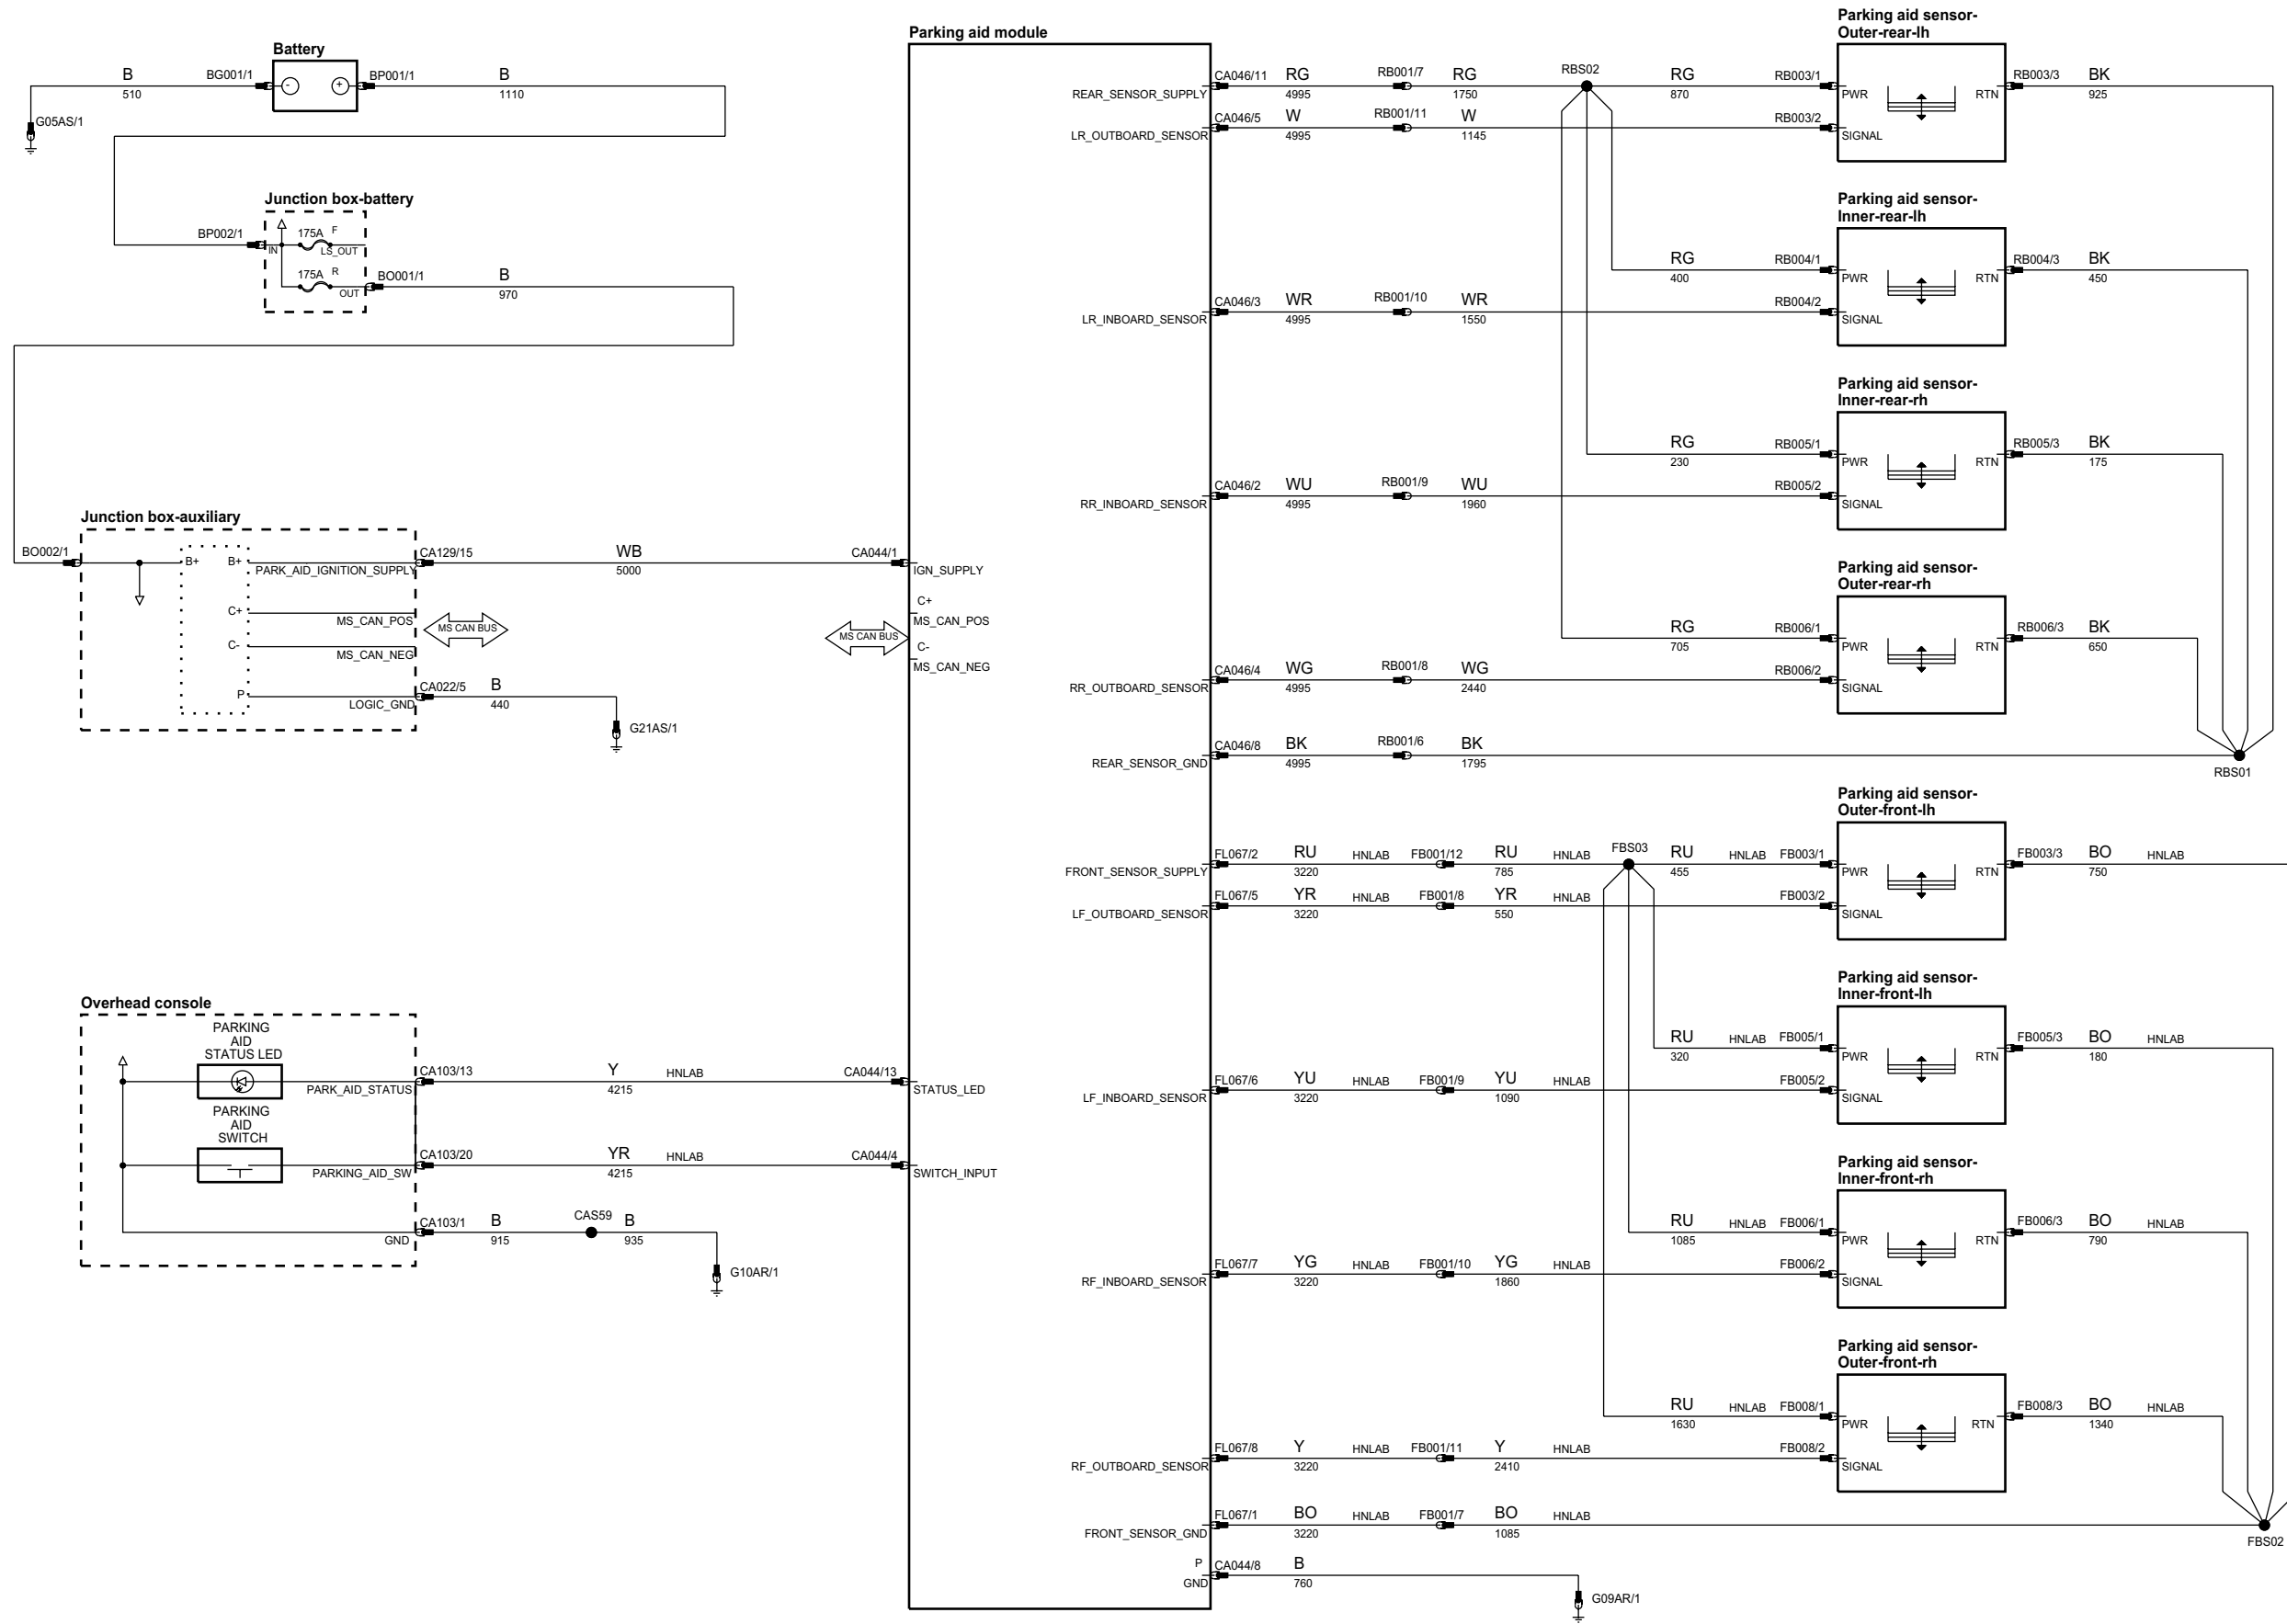 Battery
B
510
BG001/1
-
+
BP001/1
B
1110
G05AS/1
Junction box-battery
BP002/1
IN
175A F
LS_OUT
175A R
OUT
BO001/1
B
970
Junction box-auxiliary
BO002/1
B+
B+
PARK_AID_IGNITION_SUPPLY
CA129/15
WB
5000
CA044/1
C+
MS_CAN_POS
MS CAN BUS
C-
MS_CAN_NEG
P
LOGIC_GND
CA022/5
B
440
G21AS/1
Overhead console
PARKING
AID
STATUS LED
PARK_AID_STATUS
CA103/13
Y
4215
HNLAB
CA044/13
PARKING
AID
SWITCH
PARKING_AID_SW
CA103/20
YR
4215
HNLAB
CA044/4
GND
CA103/1
B
915
CAS59
B
935
G10AR/1
Parking aid module
IGN_SUPPLY
C+
MS_CAN_POS
MS CAN BUS
C-
MS_CAN_NEG
STATUS_LED
SWITCH_INPUT
REAR_SENSOR_SUPPLY
CA046/11
RG
4995
RB001/7
RG
1750
RBS02
RG
870
RB003/1
LR_OUTBOARD_SENSOR
CA046/5
W
4995
RB001/11
W
1145
RB003/2
Parking aid sensor-
Outer-rear-lh
PWR
RTN
SIGNAL
RB003/3
BK
925
Parking aid sensor-
Inner-rear-lh
RG
400
RB004/1
PWR
RTN
RB004/3
BK
450
LR_INBOARD_SENSOR
CA046/3
WR
4995
RB001/10
WR
1550
RB004/2
SIGNAL
Parking aid sensor-
Inner-rear-rh
RG
230
RB005/1
PWR
RTN
RB005/3
BK
175
RR_INBOARD_SENSOR
CA046/2
WU
4995
RB001/9
WU
1960
RB005/2
SIGNAL
Parking aid sensor-
Outer-rear-rh
RG
705
RB006/1
PWR
RTN
RB006/3
BK
650
RR_OUTBOARD_SENSOR
CA046/4
WG
4995
RB001/8
WG
2440
RB006/2
SIGNAL
REAR_SENSOR_GND
CA046/8
BK
4995
RB001/6
BK
1795
RBS01
Parking aid sensor-
Outer-front-lh
FRONT_SENSOR_SUPPLY
FL067/2
RU
3220
HNLAB
FB001/12
RU
785
HNLAB
FBS03
RU
455
HNLAB
FB003/1
PWR
RTN
FB003/3
BO
750
HNLAB
LF_OUTBOARD_SENSOR
FL067/5
YR
3220
HNLAB
FB001/8
YR
550
HNLAB
FB003/2
SIGNAL
Parking aid sensor-
Inner-front-lh
RU
320
HNLAB
FB005/1
PWR
RTN
FB005/3
BO
180
HNLAB
LF_INBOARD_SENSOR
FL067/6
YU
3220
HNLAB
FB001/9
YU
1090
HNLAB
FB005/2
SIGNAL
Parking aid sensor-
Inner-front-rh
RU
1085
HNLAB
FB006/1
PWR
RTN
FB006/3
BO
790
HNLAB
RF_INBOARD_SENSOR
FL067/7
YG
3220
HNLAB
FB001/10
YG
1860
HNLAB
FB006/2
SIGNAL
Parking aid sensor-
Outer-front-rh
RU
1630
HNLAB
FB008/1
PWR
RTN
FB008/3
BO
1340
HNLAB
RF_OUTBOARD_SENSOR
FL067/8
Y
3220
HNLAB
FB001/11
Y
2410
HNLAB
FB008/2
SIGNAL
FRONT_SENSOR_GND
FL067/1
BO
3220
HNLAB
FB001/7
BO
1085
HNLAB
FBS02
P
GND
CA044/8
B
760
G09AR/1